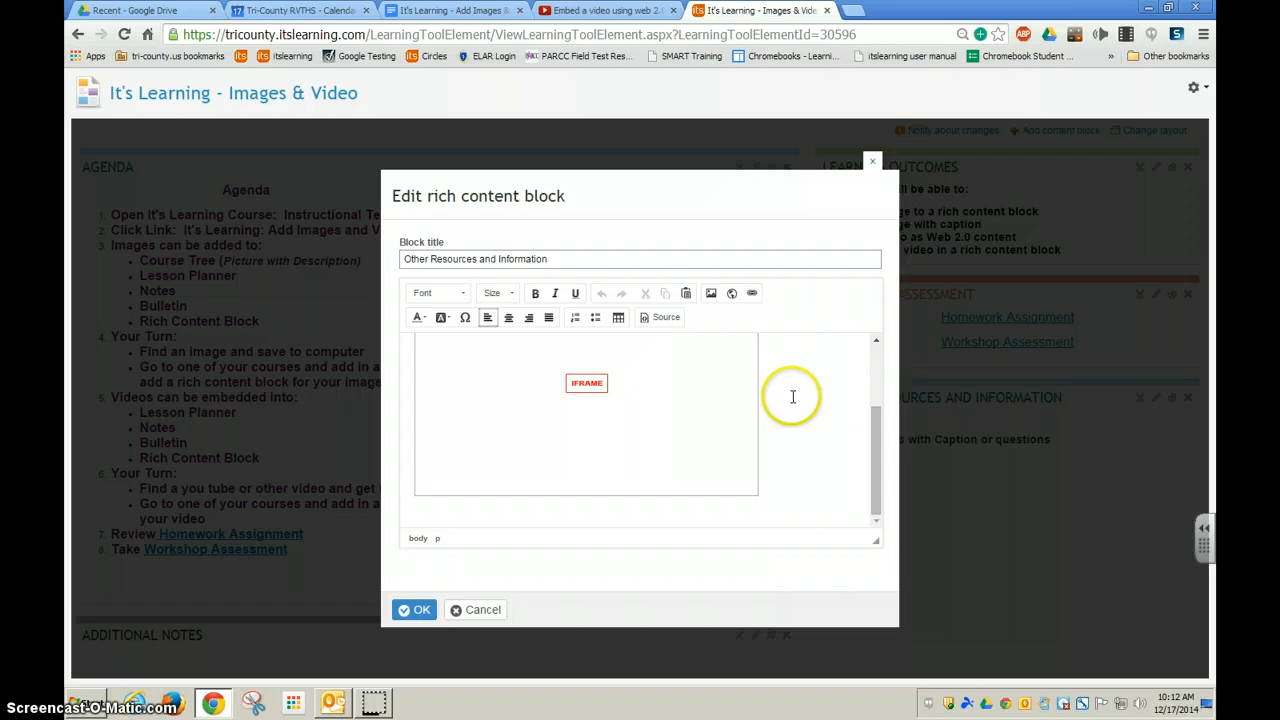 Recent - Google Drive
Tri-County RVTHS - Calenda
It's Learning - Add Images &
Embed a video using web 2.
It's Learning - Images & Vide
https://tricounty.itslearning.com/LearningToolElement/ViewLearningToolElement.aspx?LearningToolElementId=30596
Apps
tri-county.us bookmarks
itslearning
Google Testing
Circles
ELAR Login
PARCC Field Test Res...
SMART Training
Chromebooks - Learni...
itslearning user manual
Chromebook Student ...
Other bookmarks
It's Learning - Images & Video
Notify about changes
Add content block
Change layout
AGENDA
Agenda
1. Open It's Learning Course: Instructional Te
2. Click Link: It's Learning: Add Images and V
3. Images can be added to:
Course Tree (Picture with Description)
Lesson Planner
Notes
Bulletin
Rich Content Block
4. Your Turn:
Find an image and save to computer
Go to one of your courses and add in a
add a rich content block for your image
5. Videos can be embedded into:
Lesson Planner
Notes
Bulletin
Rich Content Block
6. Your Turn:
Find a you tube or other video and get
Go to one of your courses and add in a
your video
7. Review Homework Assignment
8. Take Workshop Assessment
ADDITIONAL NOTES
Edit rich content block
Block title
Other Resources and Information
Font
Size
B I U
A
A
Ω
Source
IFRAME
body p
OK
Cancel
LEARN
OUTCOMES
ll be able to:
ge to a rich content block
ge with caption
o as Web 2.0 content
video in a rich content block
ASSESSMENT
Homework Assignment
Workshop Assessment
URCES AND INFORMATION
s with Caption or questions
Screencast-O-Matic.com
10:12 AM
12/17/2014